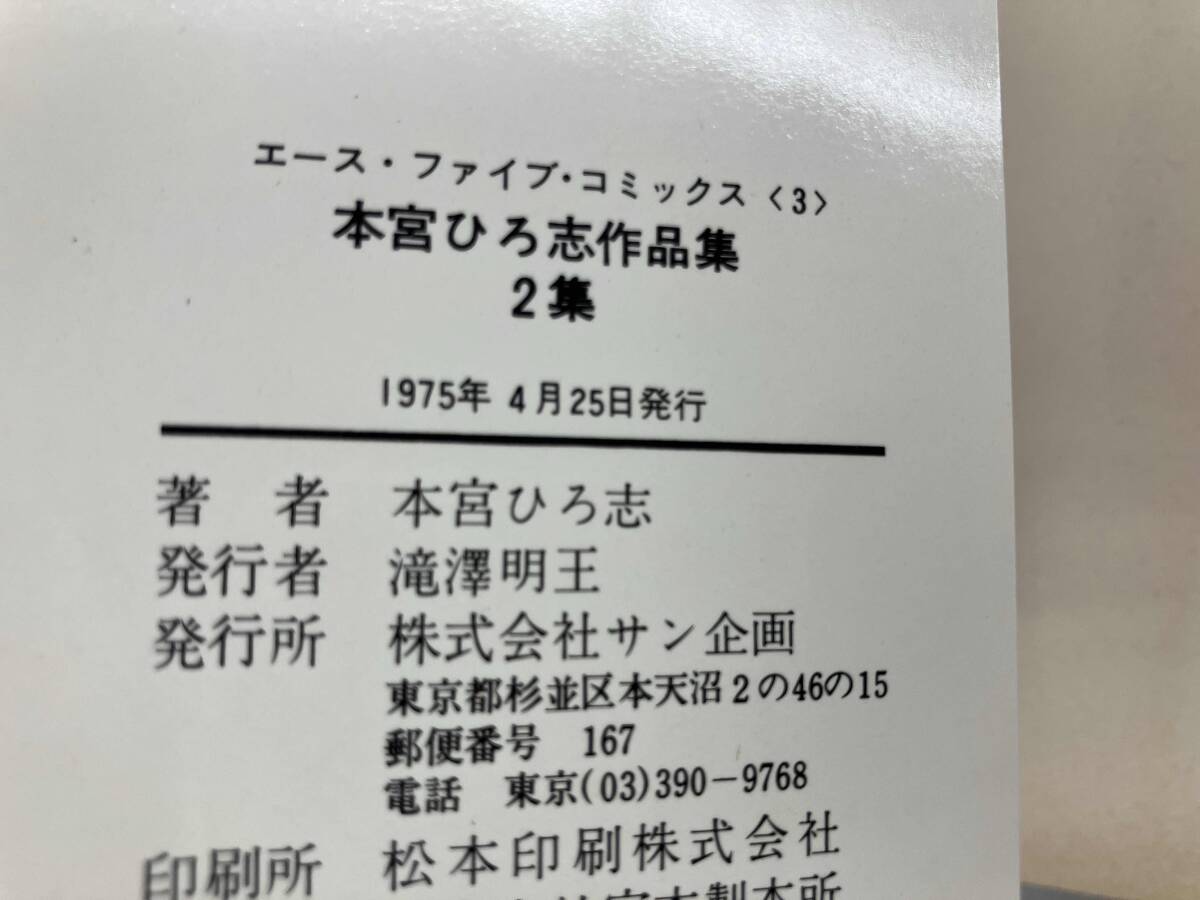 エース・ファイブ・コミックス〈3〉
本宮ひろ志作品集
2集
1975年 4月25日発行
著 者 本宮ひろ志
発行者 滝澤明王
発行所 株式会社サン企画
東京都杉並区本天沼2の46の15
郵便番号 167
電話 東京(03)390-9768
印刷所 松本印刷株式会社